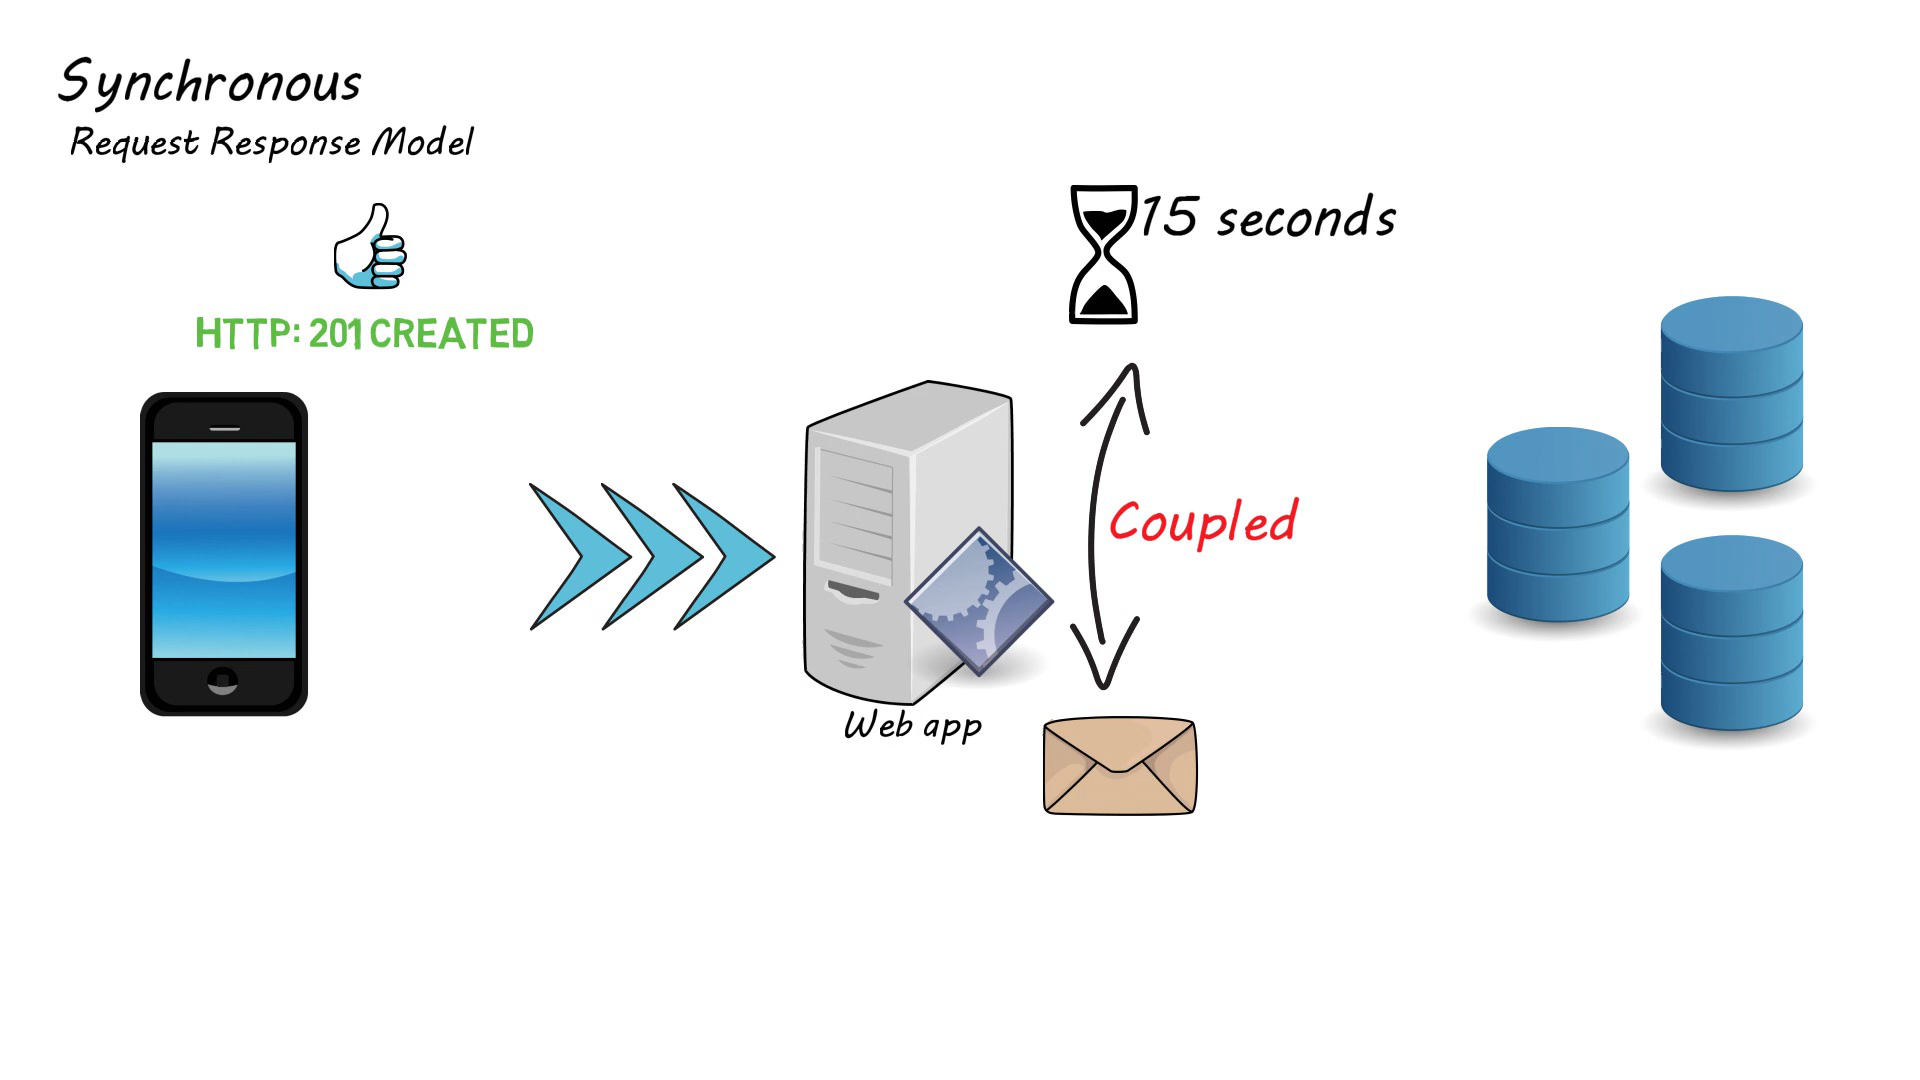 Synchronous
Request Response Model
15 seconds
HTTP: 201 CREATED
Coupled
Web app